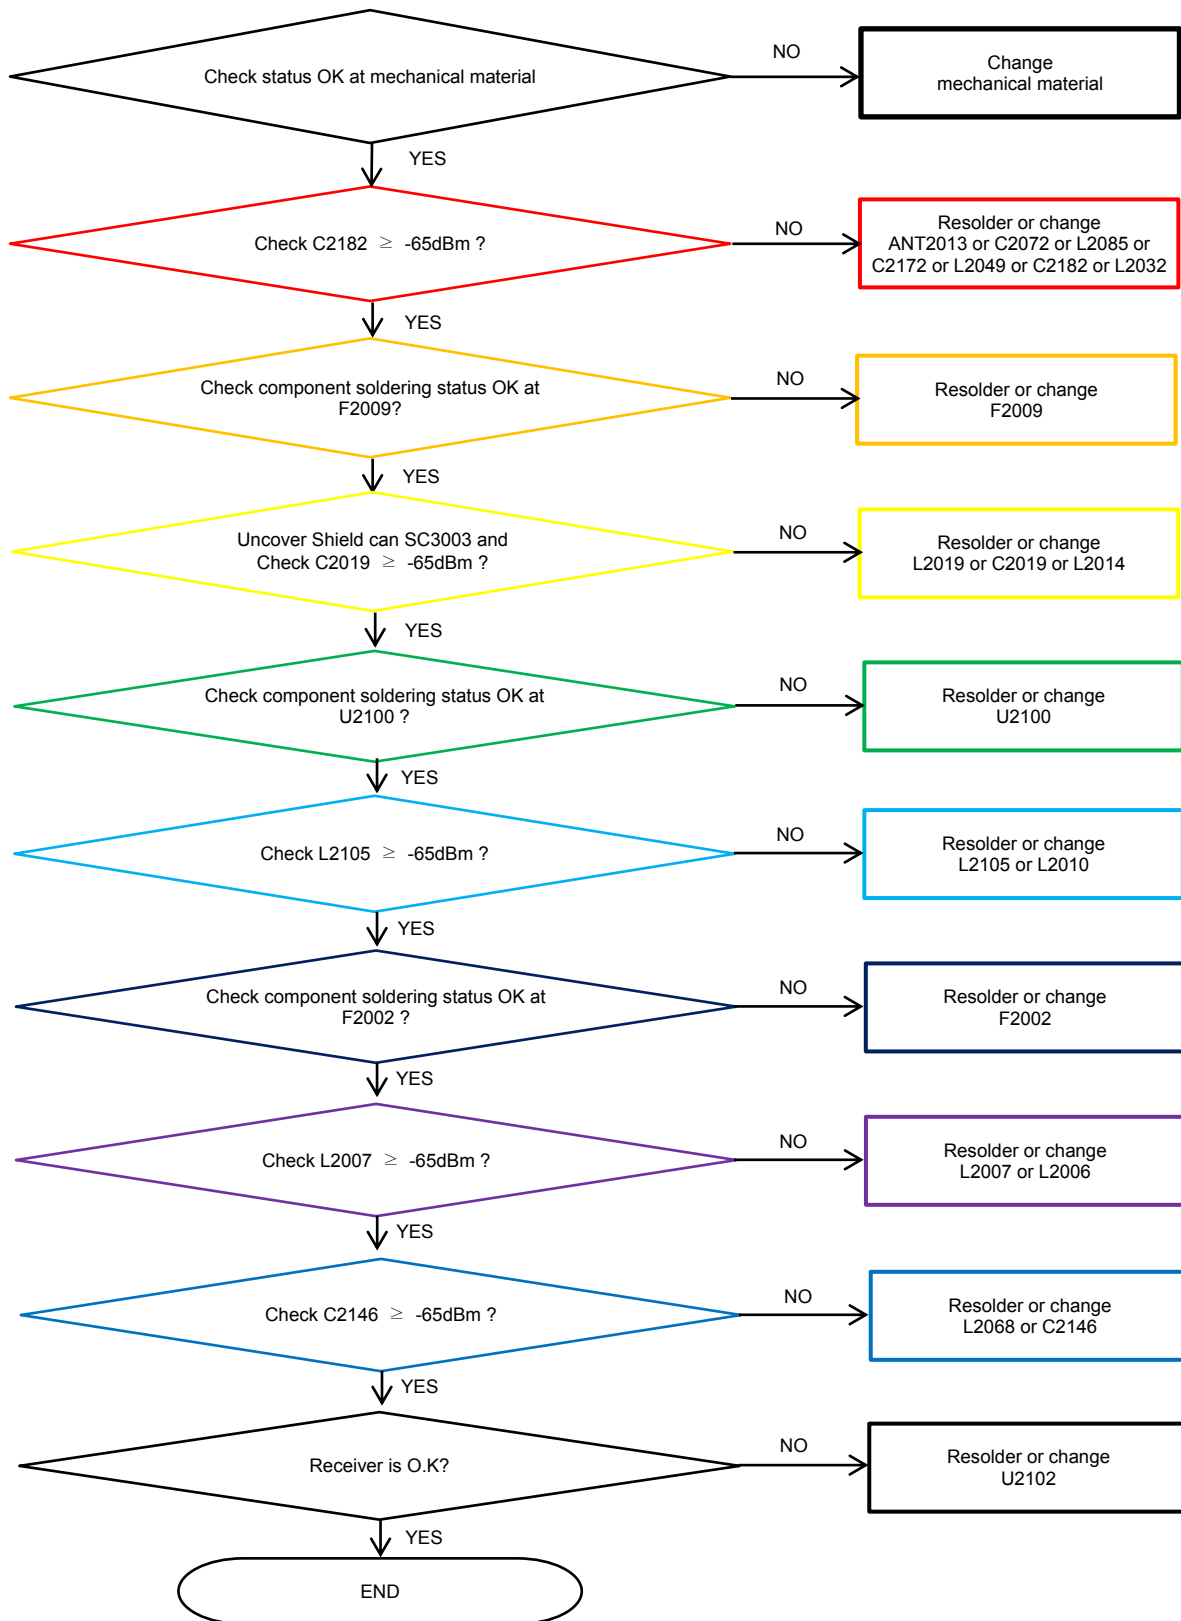 Check status OK at mechanical material
NO
Change
mechanical material
YES
Check C2182 ≥ -65dBm ?
NO
Resolder or change
ANT2013 or C2072 or L2085 or
C2172 or L2049 or C2182 or L2032
YES
Check component soldering status OK at
F2009?
NO
Resolder or change
F2009
YES
Uncover Shield can SC3003 and
Check C2019 ≥ -65dBm ?
NO
Resolder or change
L2019 or C2019 or L2014
YES
Check component soldering status OK at
U2100 ?
NO
Resolder or change
U2100
YES
Check L2105 ≥ -65dBm ?
NO
Resolder or change
L2105 or L2010
YES
Check component soldering status OK at
F2002 ?
NO
Resolder or change
F2002
YES
Check L2007 ≥ -65dBm ?
NO
Resolder or change
L2007 or L2006
YES
Check C2146 ≥ -65dBm ?
NO
Resolder or change
L2068 or C2146
YES
Receiver is O.K?
NO
Resolder or change
U2102
YES
END